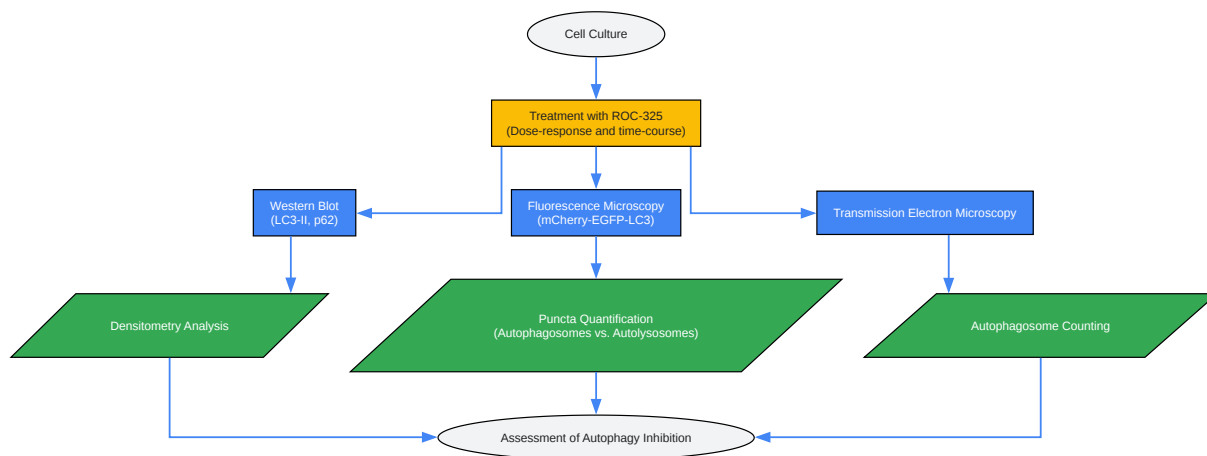 Cell Culture
Treatment with ROC-325
(Dose-response and time-course)
Western Blot
(LC3-II, p62)
Fluorescence Microscopy
(mCherry-EGFP-LC3)
Transmission Electron Microscopy
Densitometry Analysis
Puncta Quantification
(Autophagosomes vs. Autolysosomes)
Autophagosome Counting
Assessment of Autophagy Inhibition